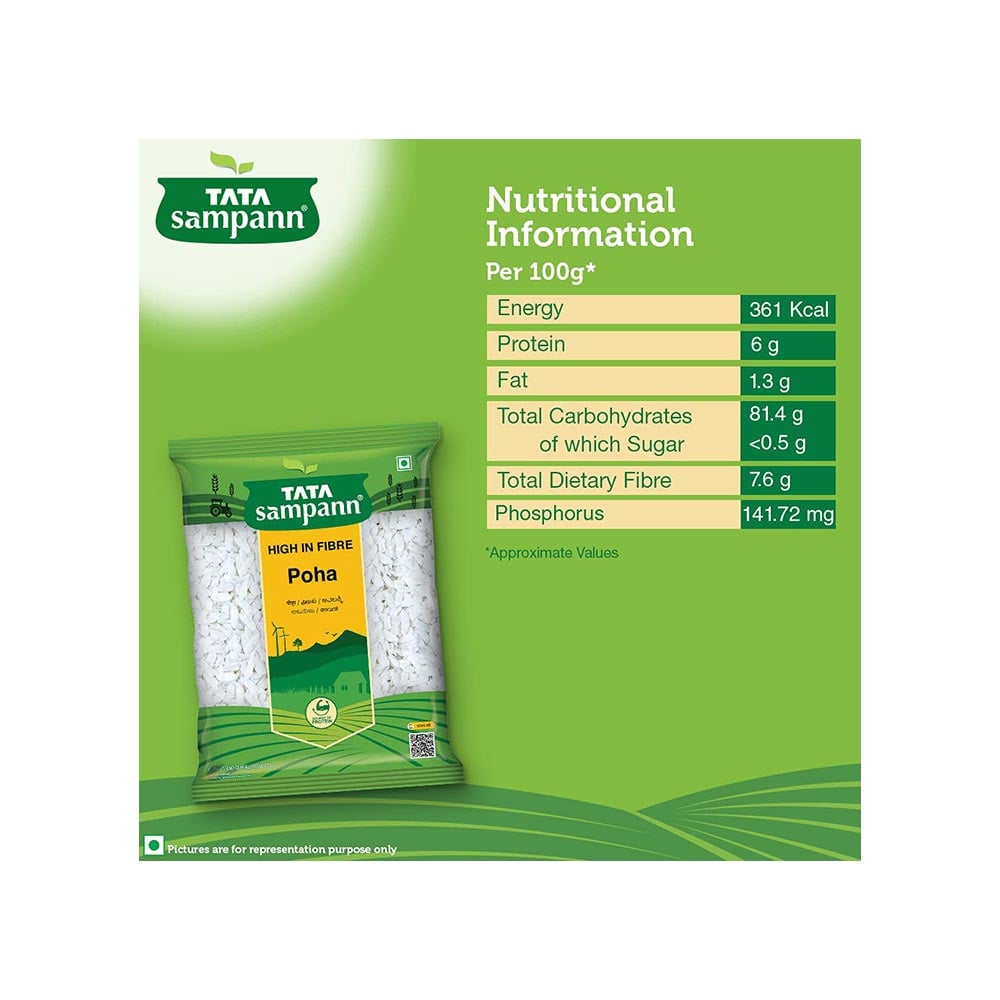 TATA
sampann®
Nutritional
Information
Per 100g*
Energy 361 Kcal
Protein 6 g
Fat 1.3 g
Total Carbohydrates 81.4 g
of which Sugar <0.5 g
Total Dietary Fibre 7.6 g
Phosphorus 141.72 mg
*Approximate Values
TATA
sampann®
HIGH IN FIBRE
Poha
PROTEIN
Pictures are for representation purpose only